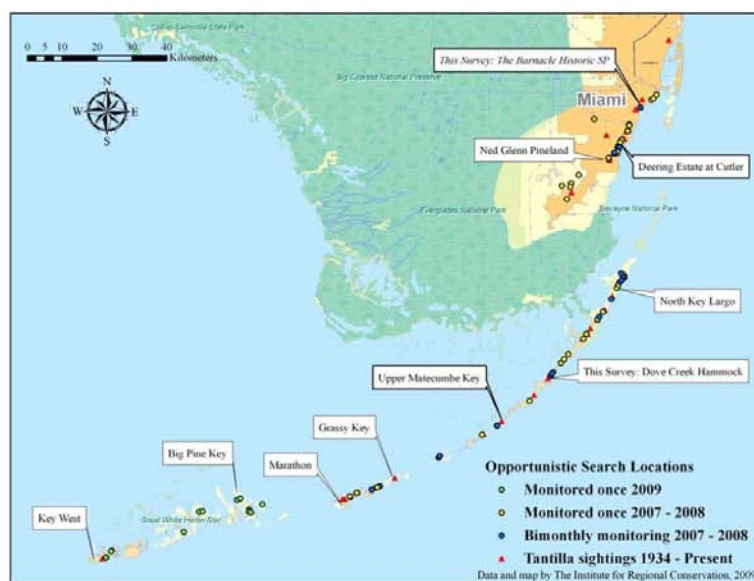 Collier-Seminole State Park
0 5 10 20 30 40
Kilometers
Big Cypress National Preserve
N
W E
S
This Survey: The Barnacle Historic SP
Miami
Ned Glenn Pineland
Deering Estate at Cutler
Everglades National Park
Biscayne National Park
North Key Largo
This Survey: Dove Creek Hammock
Upper Matecumbe Key
Grassy Key
Big Pine Key
Marathon
Key West
Great White Heron
Opportunistic Search Locations
Monitored once 2009
Monitored once 2007 - 2008
Bimonthly monitoring 2007 - 2008
Tantilla sightings 1934 - Present
Data and map by The Institute for Regional Conservation, 2009